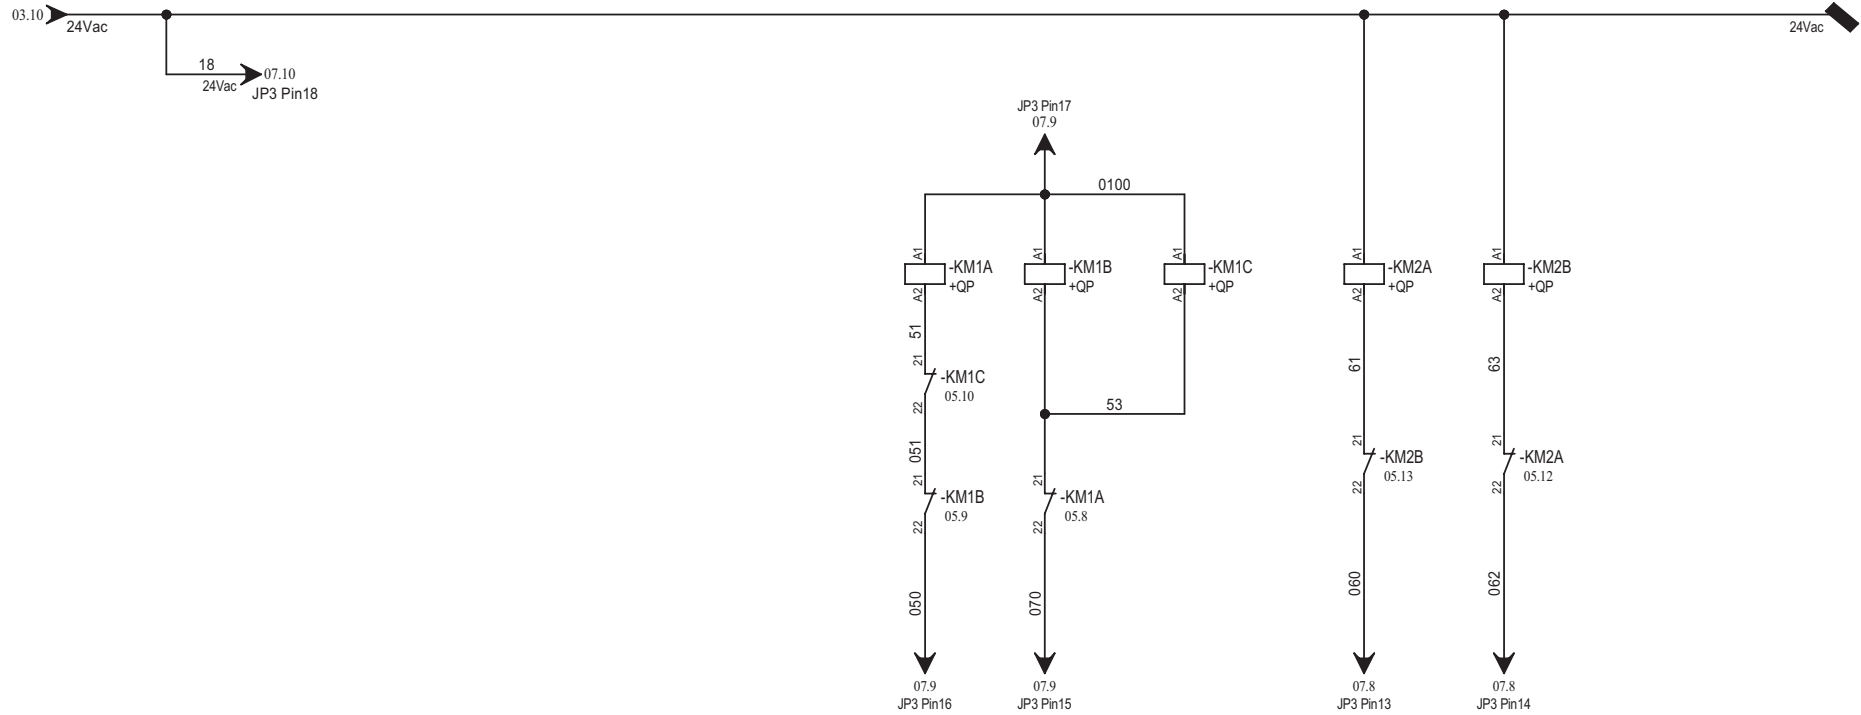 03.10
24Vac
24Vac
18
07.10
24Vac
JP3 Pin18
JP3 Pin17
07.9
0100
A1
-KM1A
+QP
A2
A1
-KM1B
+QP
A2
A1
-KM1C
+QP
A2
A1
-KM2A
+QP
A2
A1
-KM2B
+QP
A2
51
61
63
21
-KM1C
05.10
22
53
051
21
-KM2B
05.13
22
21
-KM2A
05.12
22
21
-KM1B
05.9
22
21
-KM1A
05.8
22
050
070
060
062
07.9
JP3 Pin16
07.9
JP3 Pin15
07.8
JP3 Pin13
07.8
JP3 Pin14